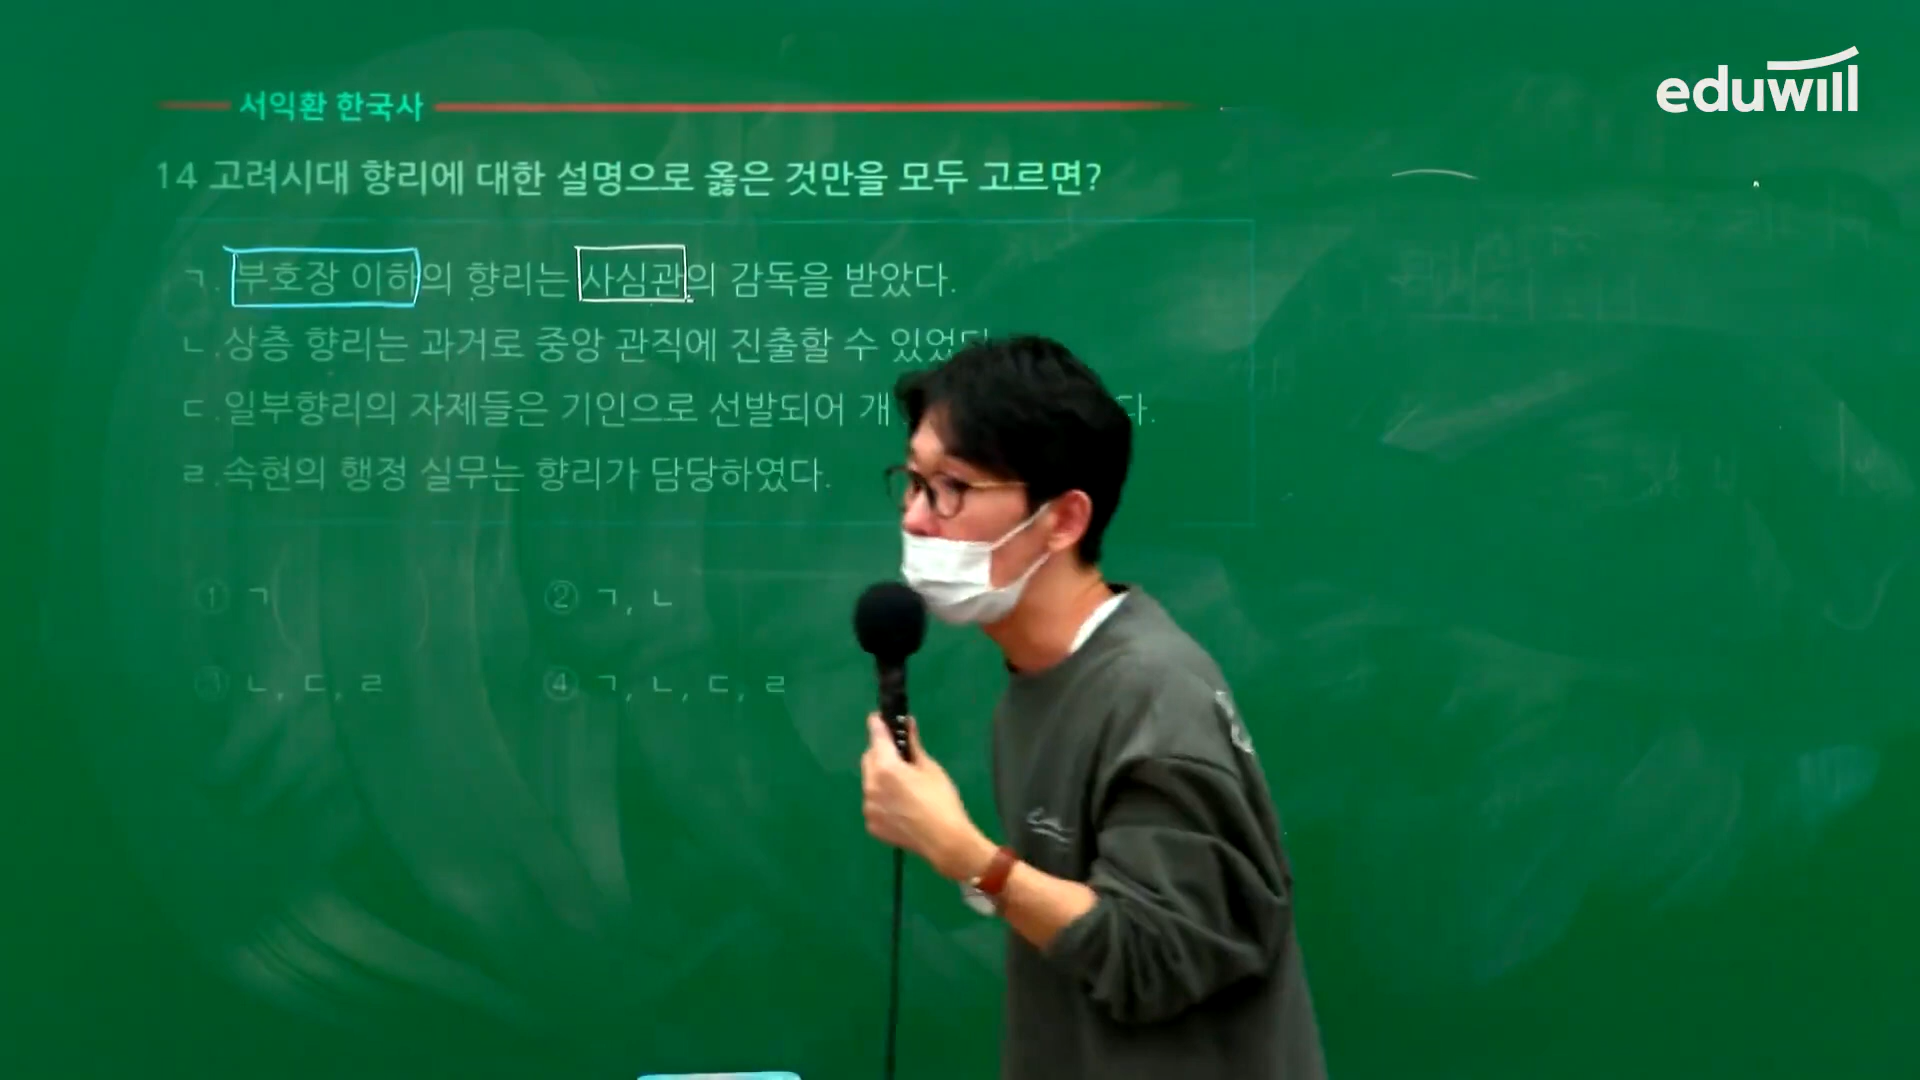 eduwill
서익환 한국사
14 고려시대 향리에 대한 설명으로 옳은 것만을 모두 고르면?
ㄱ. 부호장 이하의 향리는 사심관의 감독을 받았다.
ㄴ.상층 향리는 과거로 중앙 관직에 진출할 수 있었다
ㄷ.일부향리의 자제들은 기인으로 선발되어 개 다.
ㄹ.속현의 행정 실무는 향리가 담당하였다.
① ㄱ ② ㄱ, ㄴ
③ ㄴ, ㄷ, ㄹ ④ ㄱ, ㄴ, ㄷ, ㄹ